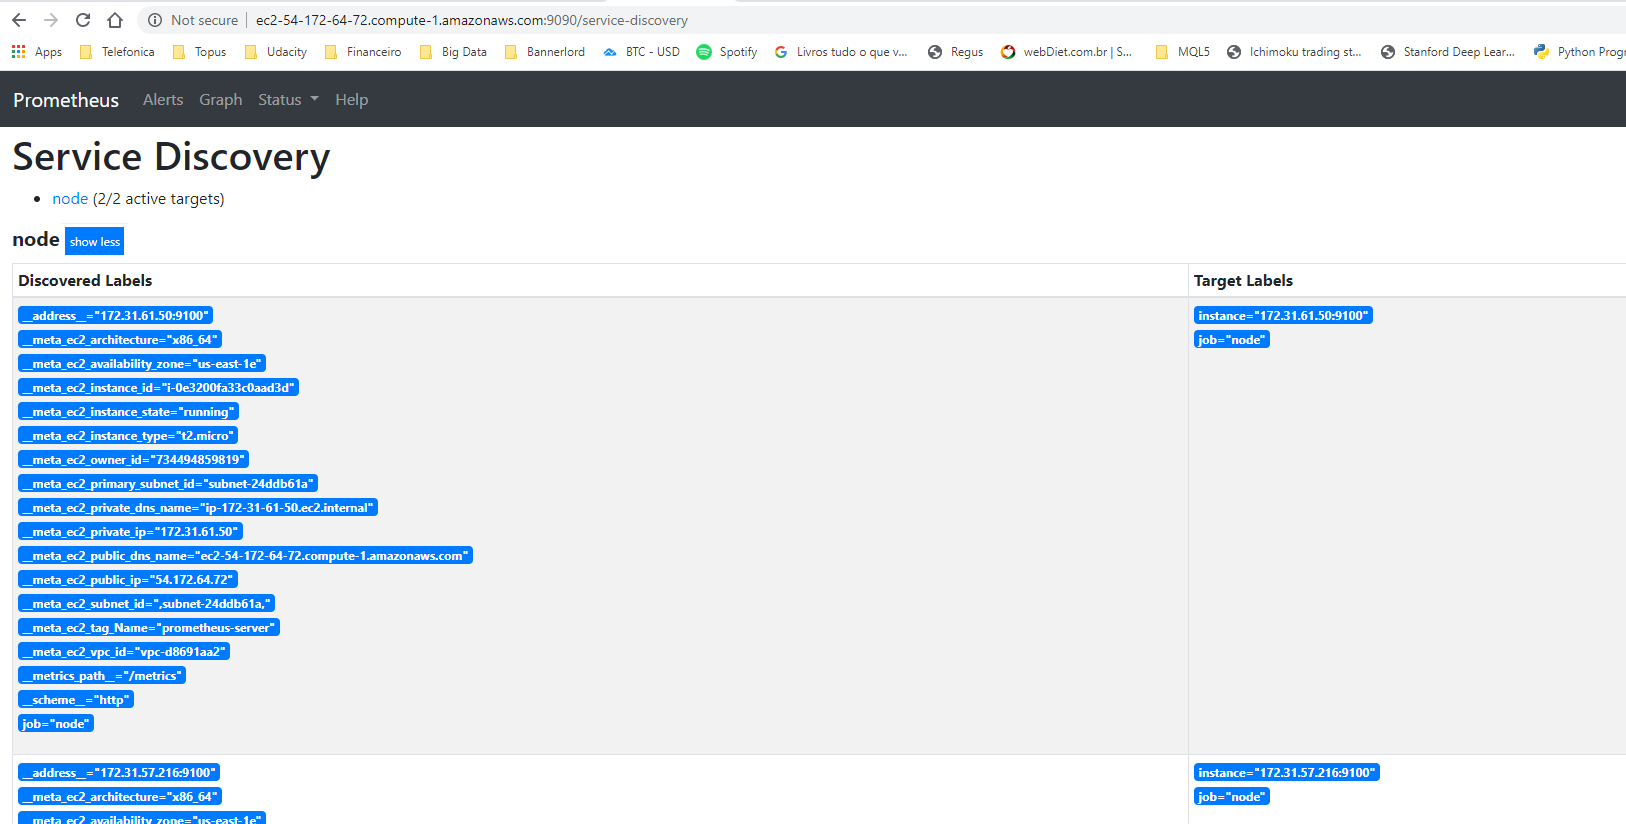 Not secure | ec2-54-172-64-72.compute-1.amazonaws.com:9090/service-discovery
Apps Telefonica Topus Udacity Financeiro Big Data Bannerlord BTC - USD Spotify Livros tudo o que v... Regus webDiet.com.br | S... MQL5 Ichimoku trading st... Stanford Deep Lear... Python Progr
Prometheus Alerts Graph Status Help
Service Discovery
• node (2/2 active targets)
node show less
Discovered Labels Target Labels
__address__="172.31.61.50:9100" instance="172.31.61.50:9100"
__meta_ec2_architecture="x86_64" job="node"
__meta_ec2_availability_zone="us-east-1e"
__meta_ec2_instance_id="i-0e3200fa33c0aad3d"
__meta_ec2_instance_state="running"
__meta_ec2_instance_type="t2.micro"
__meta_ec2_owner_id="734494859819"
__meta_ec2_primary_subnet_id="subnet-24ddb61a"
__meta_ec2_private_dns_name="ip-172-31-61-50.ec2.internal"
__meta_ec2_private_ip="172.31.61.50"
__meta_ec2_public_dns_name="ec2-54-172-64-72.compute-1.amazonaws.com"
__meta_ec2_public_ip="54.172.64.72"
__meta_ec2_subnet_id=",subnet-24ddb61a,"
__meta_ec2_tag_Name="prometheus-server"
__meta_ec2_vpc_id="vpc-d8691aa2"
__metrics_path__="/metrics"
__scheme__="http"
job="node"
__address__="172.31.57.216:9100" instance="172.31.57.216:9100"
__meta_ec2_architecture="x86_64" job="node"
__meta_ec2_availability_zone="us-east-1e"